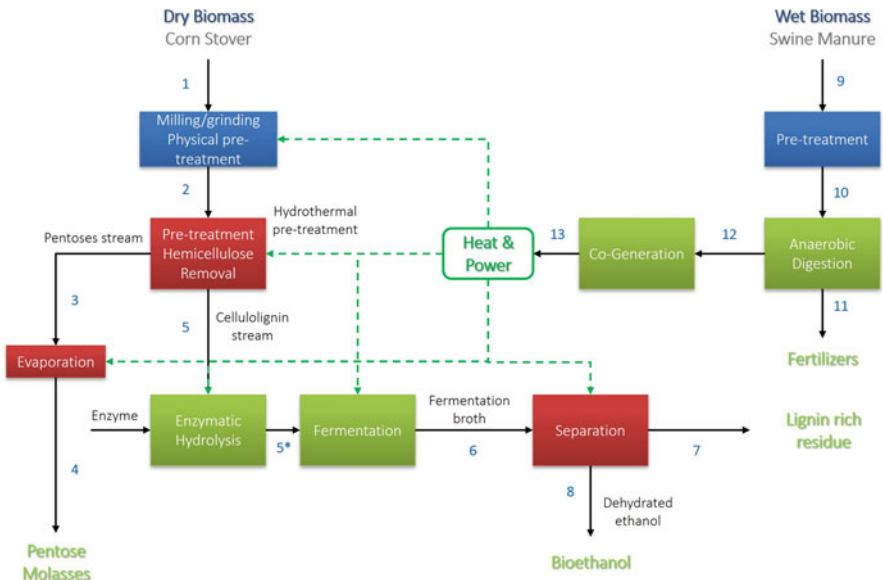 Dry Biomass
Corn Stover
Wet Biomass
Swine Manure
1
9
Milling/grinding
Physical pre-
treatment
Pre-treatment
2
10
Hydrothermal
pre-treatment
Pentoses stream
Pre-treatment
Hemicellulose
Removal
Heat &
Power
13
Co-Generation
12
Anaerobic
Digestion
3
5
Cellulolignin
stream
11
Evaporation
Fertilizers
Enzyme
Enzymatic
Hydrolysis
5*
Fermentation
Fermentation
broth
6
Separation
7
Lignin rich
residue
4
8
Dehydrated
ethanol
Pentose
Molasses
Bioethanol